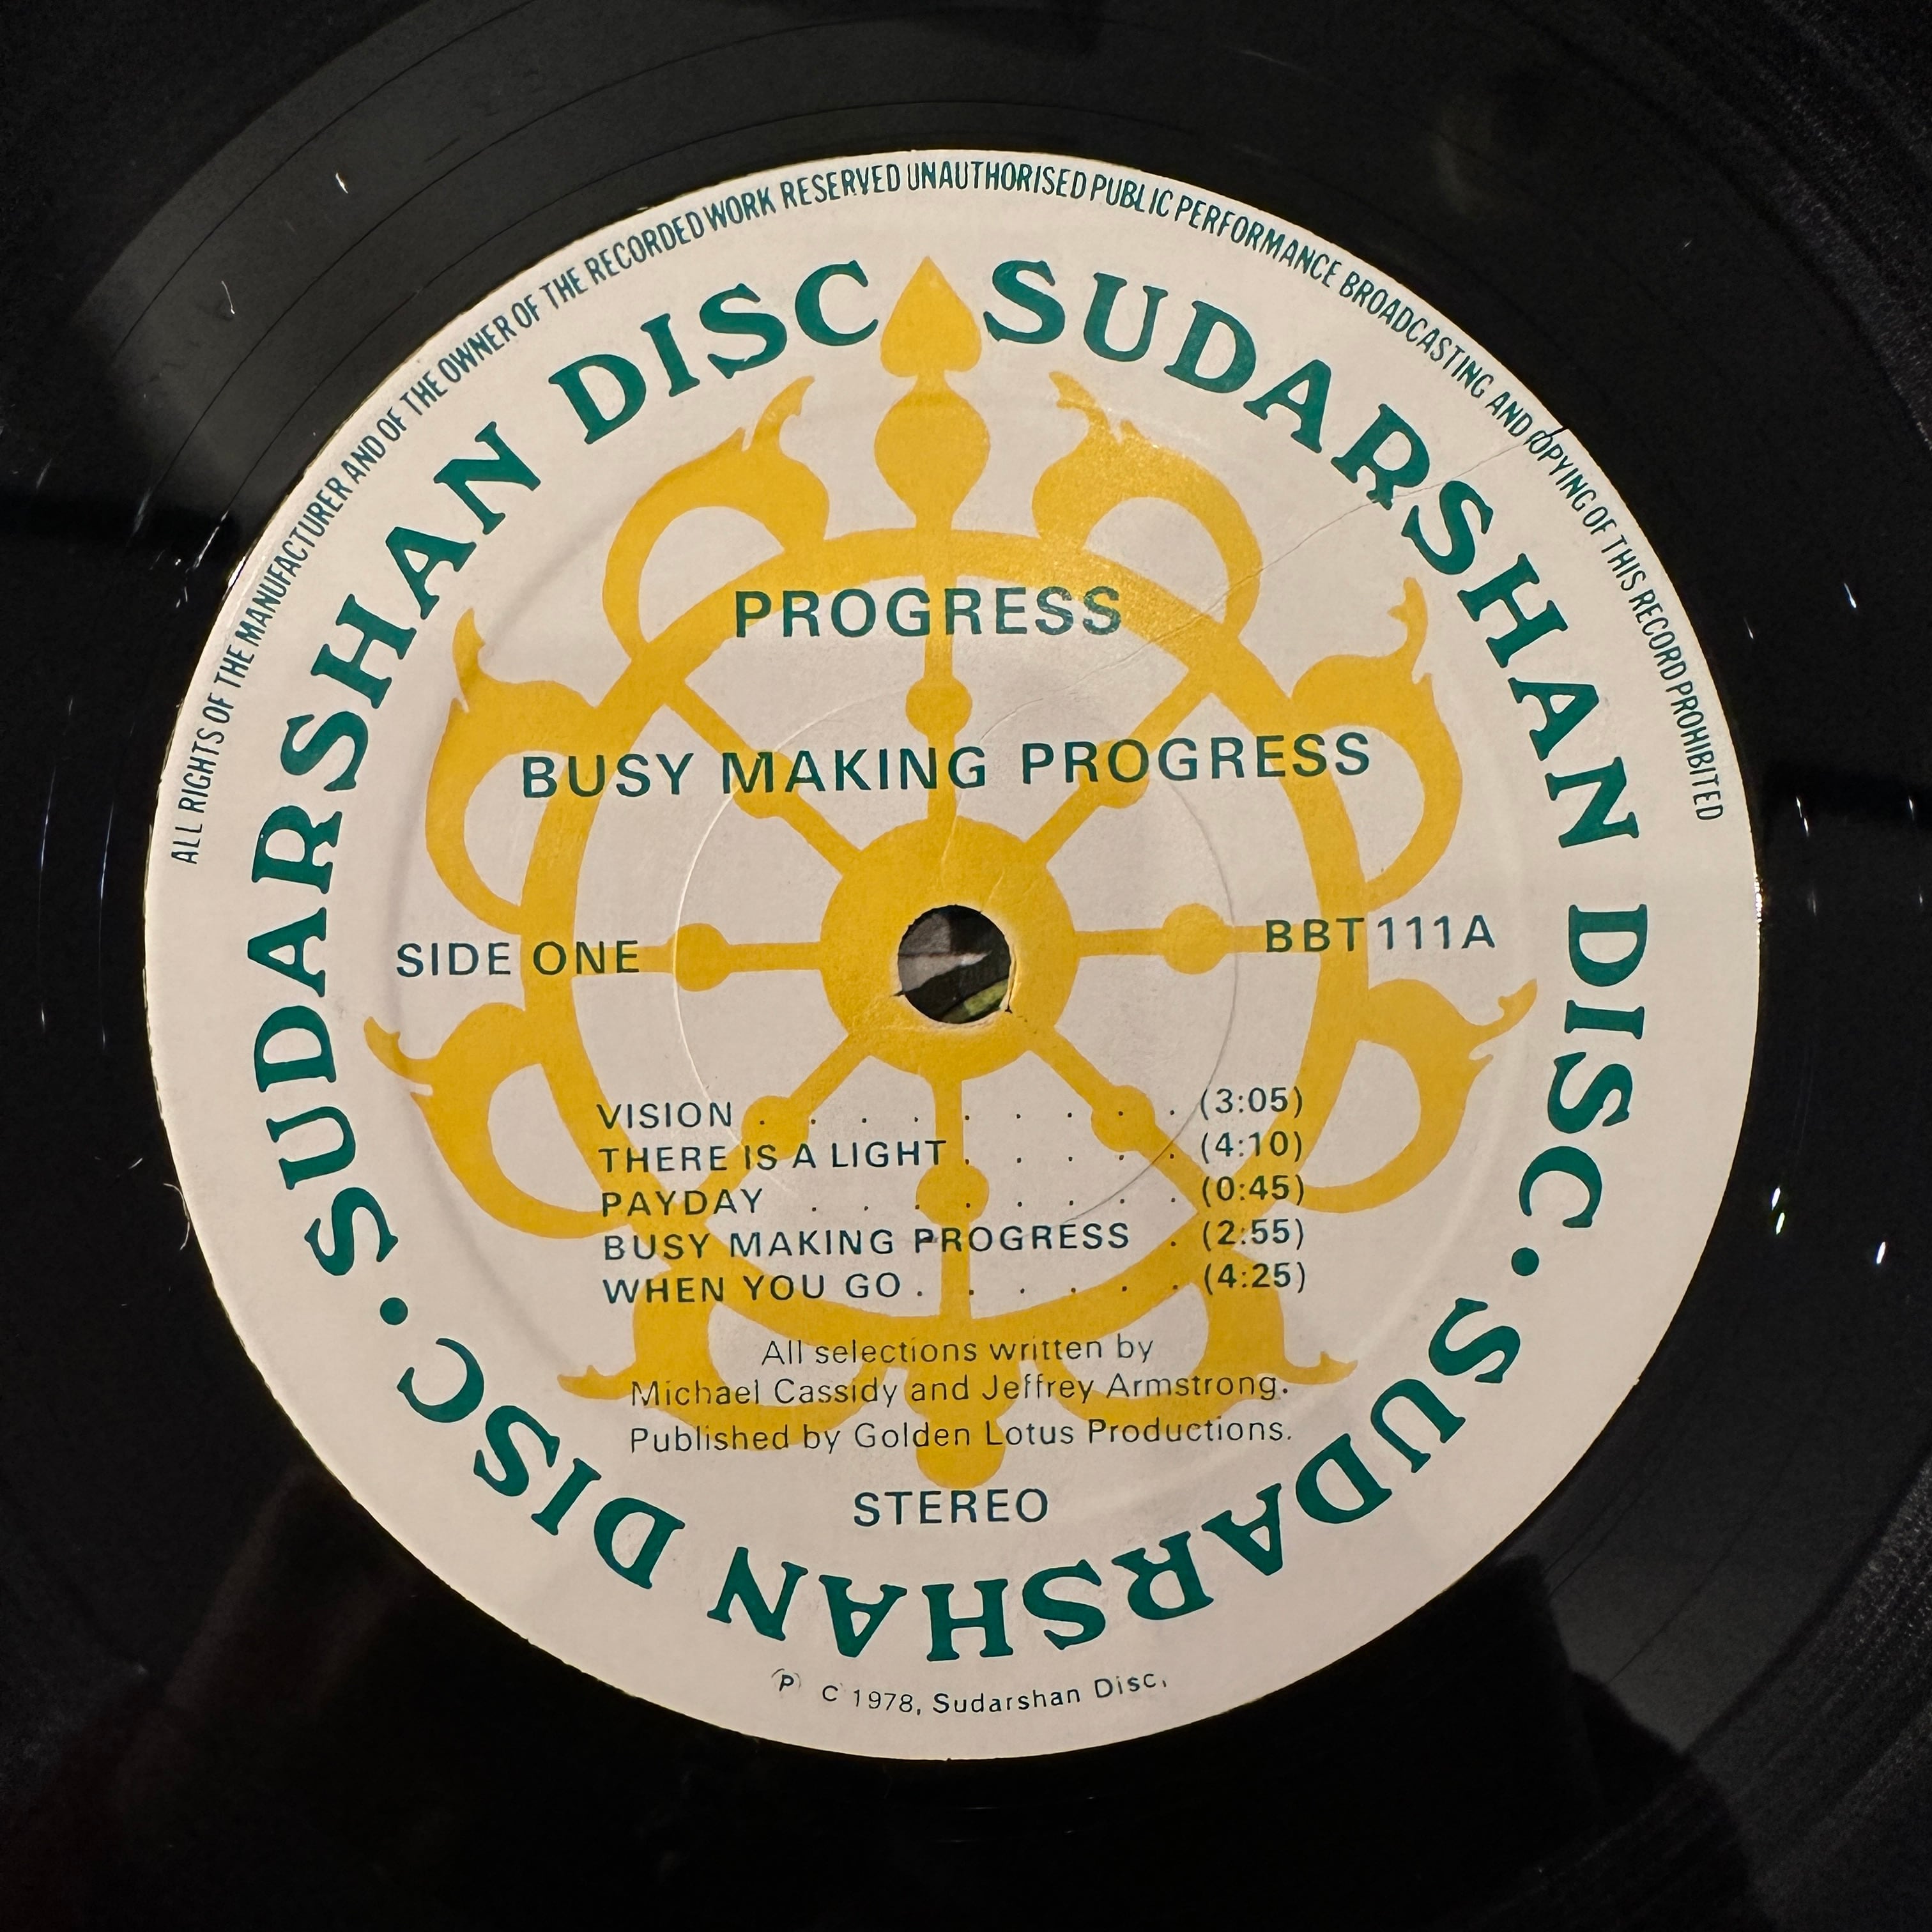 ALL RIGHTS OF THE MANUFACTURER AND OF THE OWNER OF THE RECORDED WORK RESERVED UNAUTHORISED PUBLIC PERFORMANCE BROADCASTING AND COPYING OF THIS RECORD PROHIBITED
SUDARSHAN DISC SUDARSHAN DISC • SUDARSHAN DISC •
PROGRESS
BUSY MAKING PROGRESS
SIDE ONE
BBT 111A
VISION . . . . . . . . . (3:05)
THERE IS A LIGHT . . . . . (4:10)
PAYDAY . . . . . . . . (0:45)
BUSY MAKING PROGRESS . (2:55)
WHEN YOU GO . . . . . . (4:25)
All selections written by
Michael Cassidy and Jeffrey Armstrong.
Published by Golden Lotus Productions.
STEREO
(P) C 1978, Sudarshan Disc,